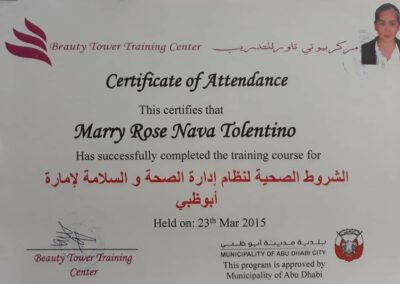 Beauty Tower Training Center مركز بيوتي تاور للتدريب
Certificate of Attendance
This certifies that
Marry Rose Nava Tolentino
Has successfully completed the training course for
الشروط الصحية لنظام إدارة الصحة و السلامة لإمارة
أبوظبي
Held on: 23th Mar 2015
Beauty Tower Training
Center
بلدية مدينة أبوظبي
MUNICIPALITY OF ABU DHABI CITY
This program is approved by
Municipality of Abu Dhabi